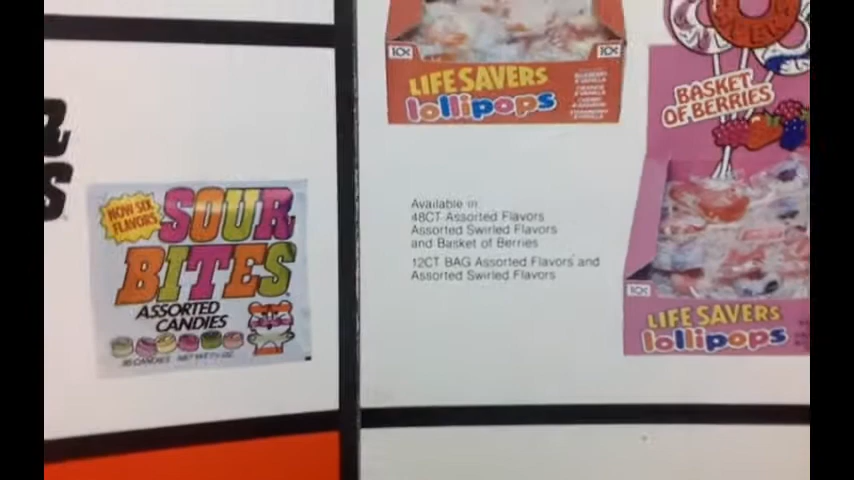 NOW SIX
FLAVORS
SOUR
BITES
ASSORTED
CANDIES
10¢
10¢
LIFE SAVERS
lollipops
Available in
48CT Assorted Flavors
Assorted Swirled Flavors
and Basket of Berries
12CT BAG Assorted Flavors and
Assorted Swirled Flavors
BASKET
OF BERRIES
10¢
LIFE SAVERS
lollipops